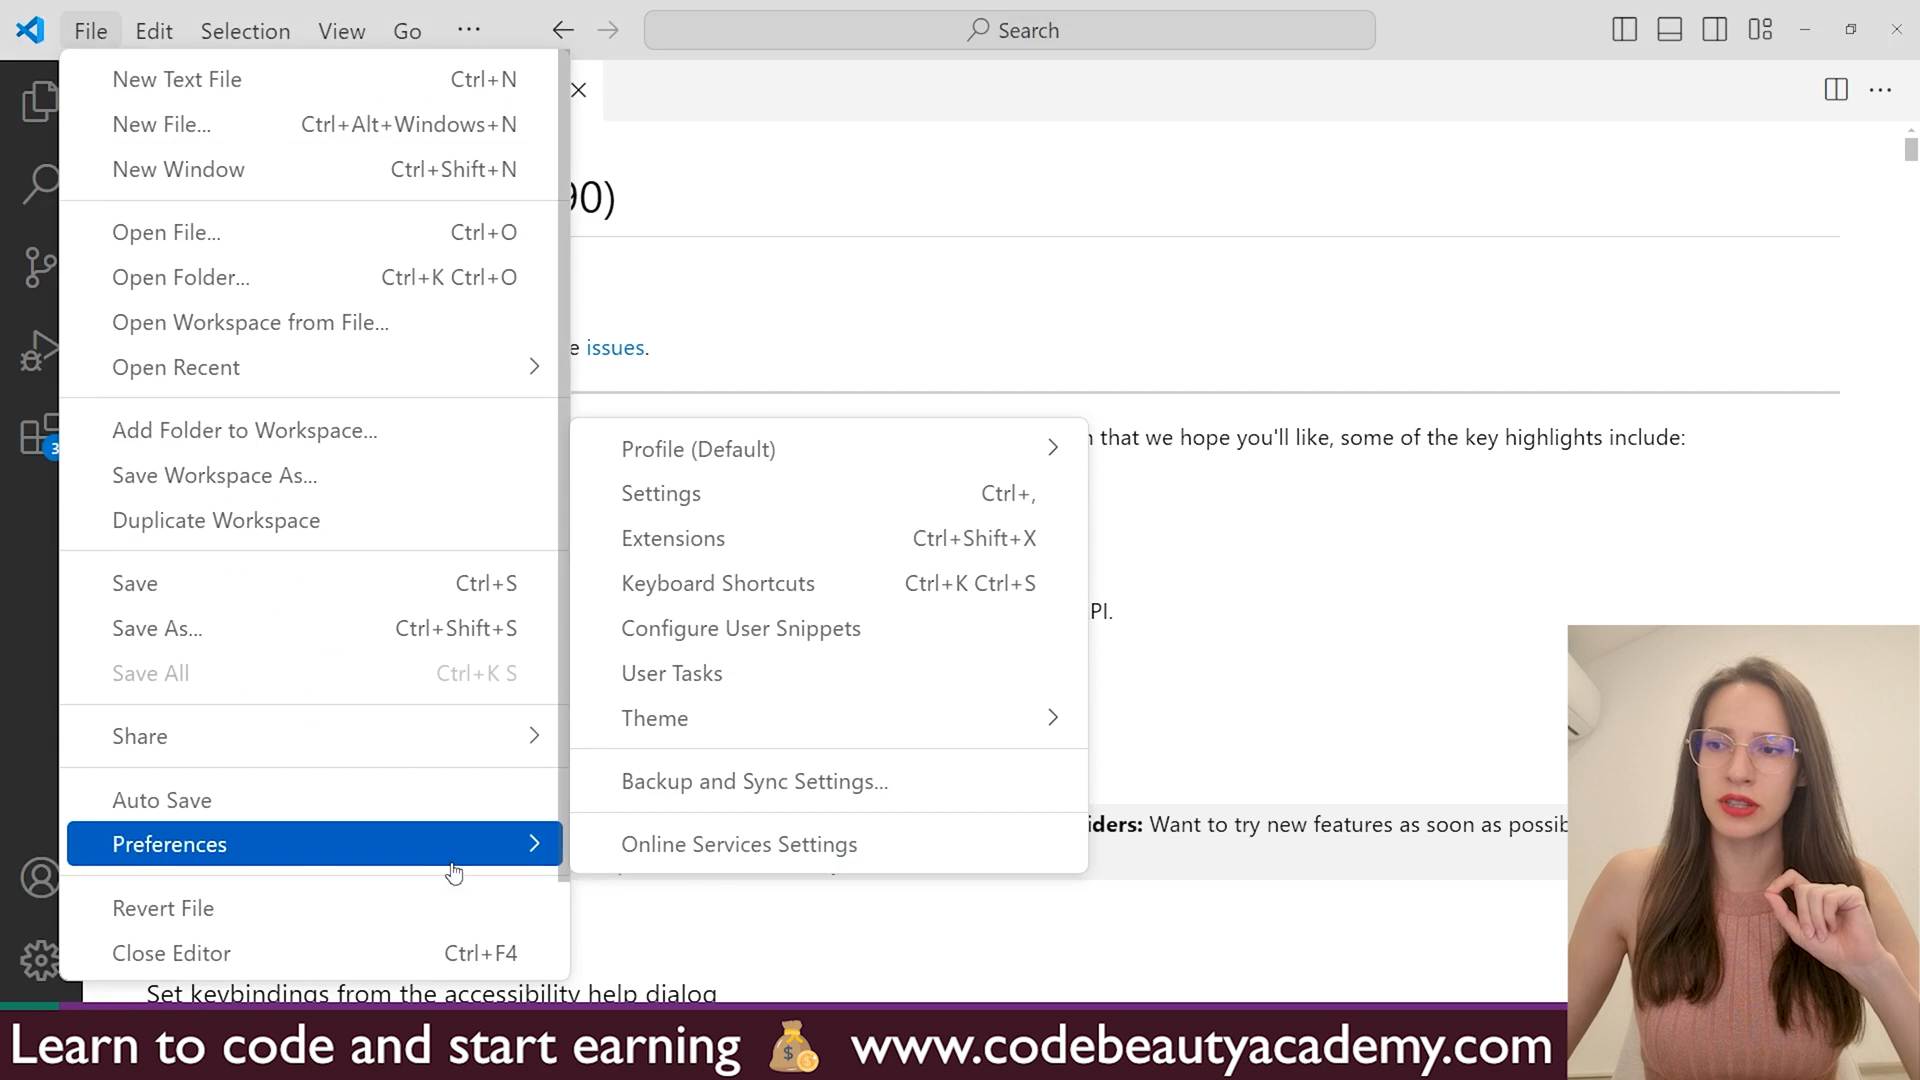 File Edit Selection View Go ··· Search
New Text File Ctrl+N
New File... Ctrl+Alt+Windows+N
New Window Ctrl+Shift+N
90)
Open File... Ctrl+O
Open Folder... Ctrl+K Ctrl+O
Open Workspace from File...
e issues.
Open Recent
Add Folder to Workspace...
Save Workspace As...
Duplicate Workspace
Save Ctrl+S
Save As... Ctrl+Shift+S
Save All Ctrl+K S
Share
Auto Save
Preferences
Revert File
Close Editor Ctrl+F4
3
Profile (Default)
Settings Ctrl+,
Extensions Ctrl+Shift+X
Keyboard Shortcuts Ctrl+K Ctrl+S
Configure User Snippets
User Tasks
Theme
Backup and Sync Settings...
Online Services Settings
that we hope you'll like, some of the key highlights include:
PI.
iders: Want to try new features as soon as possib
Set keybindings from the accessibility help dialog
Learn to code and start earning $ www.codebeautyacademy.com